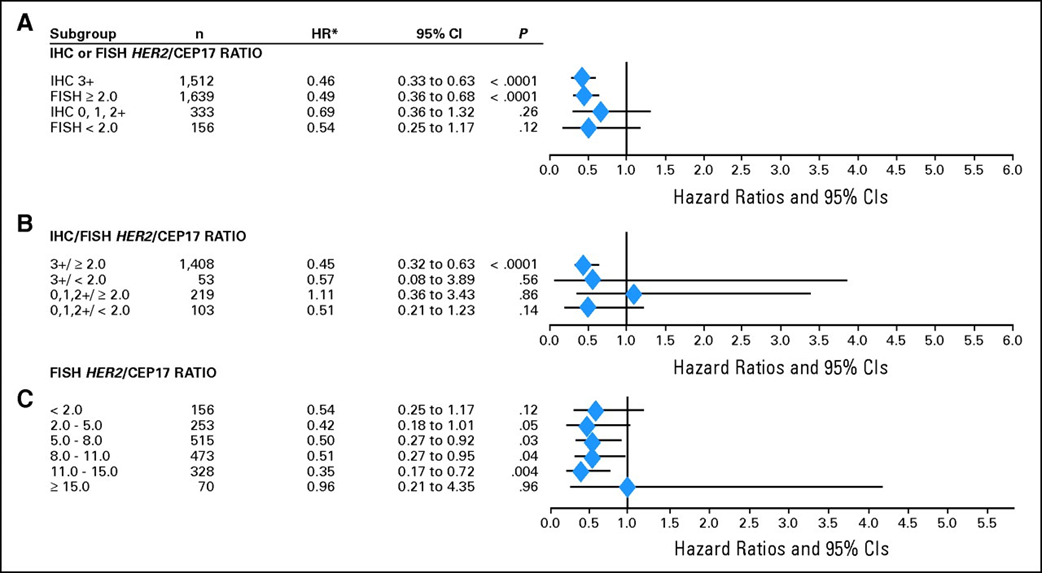 A
Subgroup n HR* 95% CI P
IHC or FISH HER2/CEP17 RATIO
IHC 3+ 1,512 0.46 0.33 to 0.63 < .0001
FISH ≥ 2.0 1,639 0.49 0.36 to 0.68 < .0001
IHC 0, 1, 2+ 333 0.69 0.36 to 1.32 .26
FISH < 2.0 156 0.54 0.25 to 1.17 .12
0.0 0.5 1.0 1.5 2.0 2.5 3.0 3.5 4.0 4.5 5.0 5.5 6.0
Hazard Ratios and 95% CIs
B
IHC/FISH HER2/CEP17 RATIO
3+/ ≥ 2.0 1,408 0.45 0.32 to 0.63 < .0001
3+/ < 2.0 53 0.57 0.08 to 3.89 .56
0,1,2+/ ≥ 2.0 219 1.11 0.36 to 3.43 .86
0,1,2+/ < 2.0 103 0.51 0.21 to 1.23 .14
0.0 0.5 1.0 1.5 2.0 2.5 3.0 3.5 4.0 4.5 5.0 5.5 6.0
Hazard Ratios and 95% CIs
FISH HER2/CEP17 RATIO
C
< 2.0 156 0.54 0.25 to 1.17 .12
2.0 - 5.0 253 0.42 0.18 to 1.01 .05
5.0 - 8.0 515 0.50 0.27 to 0.92 .03
8.0 - 11.0 473 0.51 0.27 to 0.95 .04
11.0 - 15.0 328 0.35 0.17 to 0.72 .004
≥ 15.0 70 0.96 0.21 to 4.35 .96
0.0 0.5 1.0 1.5 2.0 2.5 3.0 3.5 4.0 4.5 5.0 5.5
Hazard Ratios and 95% CIs